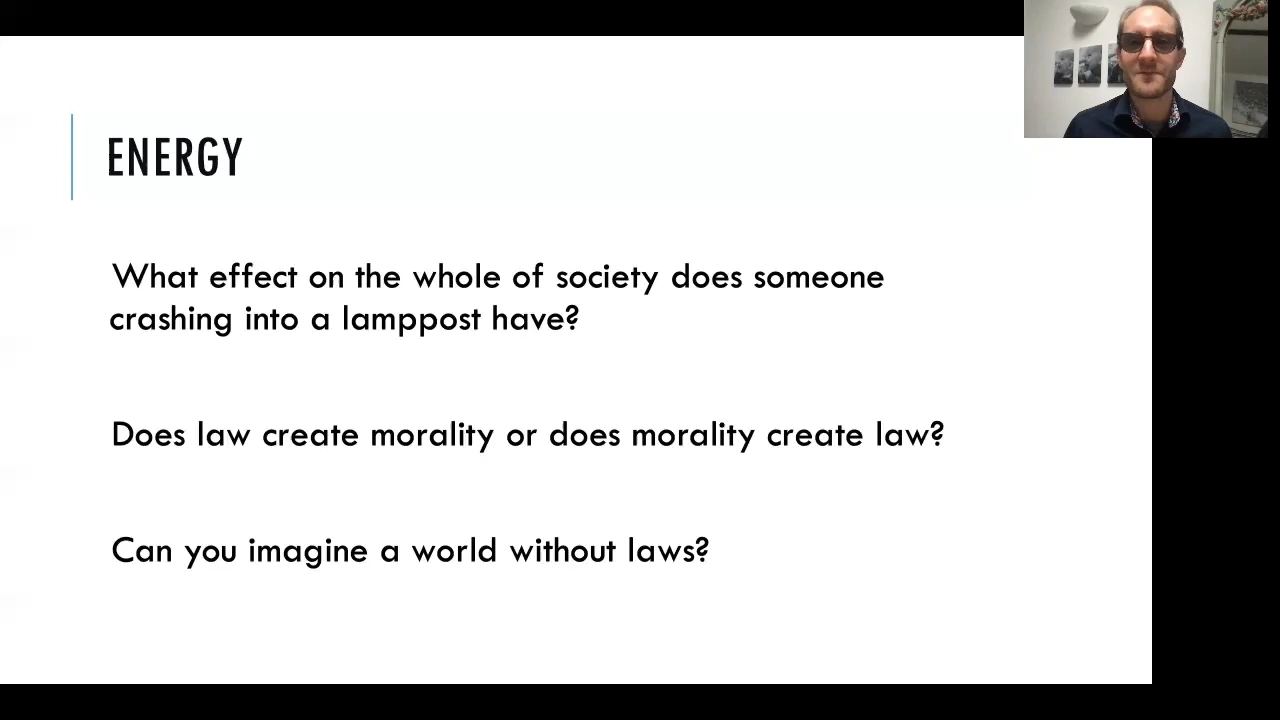 ENERGY
What effect on the whole of society does someone
crashing into a lamppost have?
Does law create morality or does morality create law?
Can you imagine a world without laws?